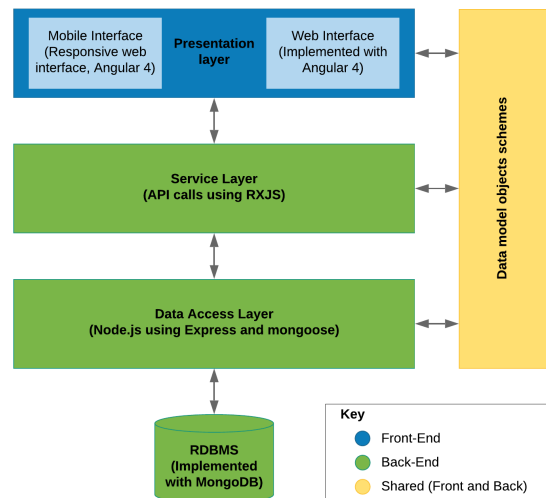 Mobile Interface
(Responsive web
interface, Angular 4)
Presentation
layer
Web Interface
(Implemented with
Angular 4)
Data model objects schemes
Service Layer
(API calls using RXJS)
Data Access Layer
(Node.js using Express and mongoose)
RDBMS
(Implemented
with MongoDB)
Key
Front-End
Back-End
Shared (Front and Back)